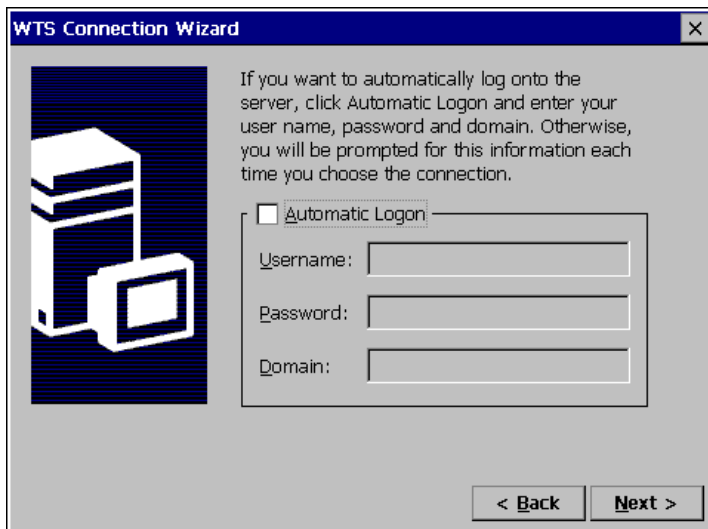 WTS Connection Wizard
If you want to automatically log onto the
server, click Automatic Logon and enter your
user name, password and domain. Otherwise,
you will be prompted for this information each
time you choose the connection.
Automatic Logon
Username:
Password:
Domain:
< Back Next >